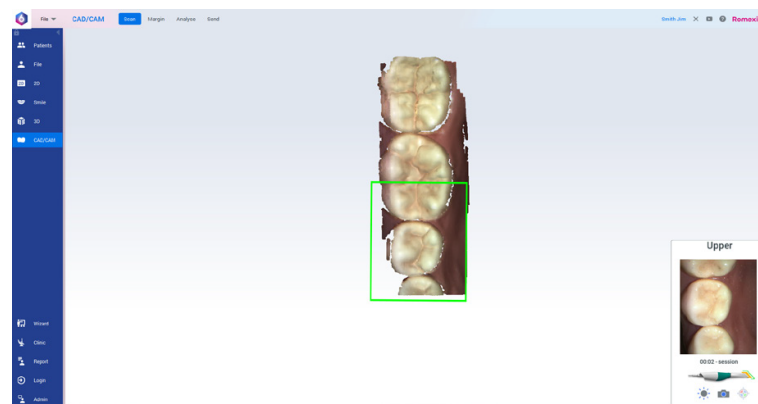 File
CAD/CAM
Scan
Margin
Analyse
Send
Smith Jon
Romexi
Patients
File
2D
Smile
3D
CAD/CAM
Upper
00:02 - session
Wizard
Clinic
Report
Login
Admin